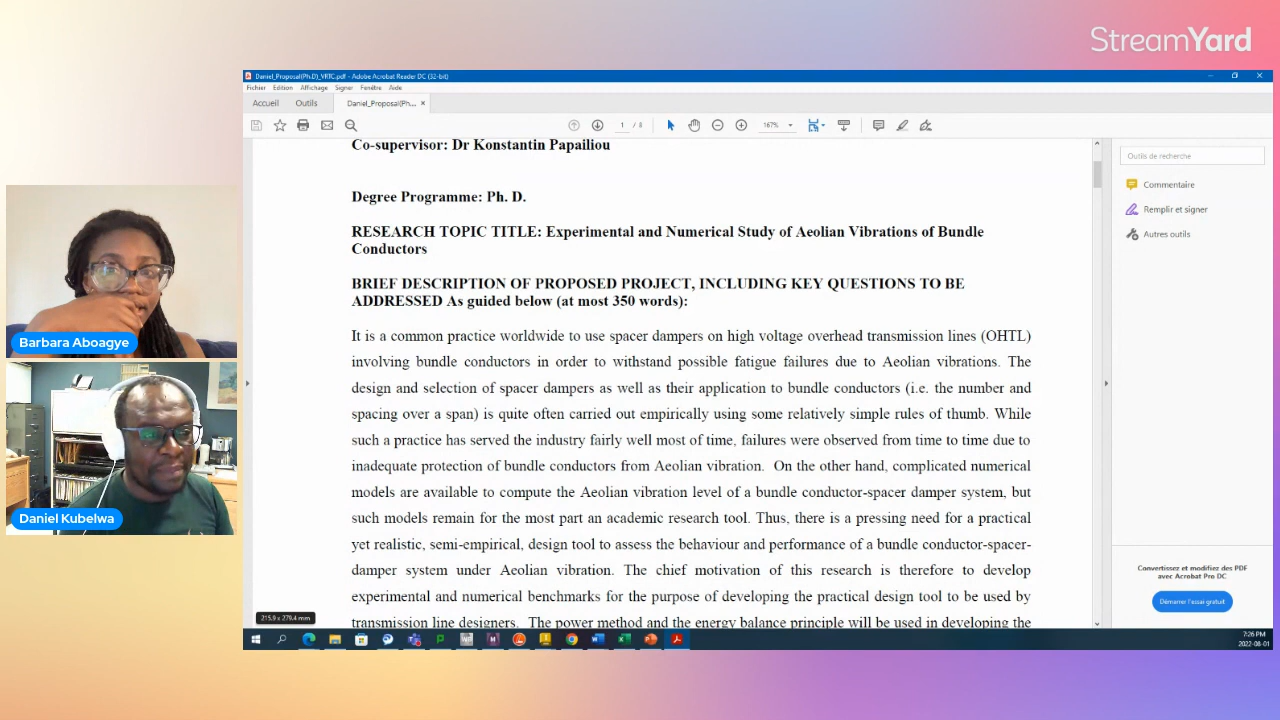 StreamYard
Daniel_Proposal(Ph.D)_VRTC.pdf - Adobe Acrobat Reader DC (32-bit)
Fichier Edition Affichage Signer Fenêtre Aide
Accueil Outils Daniel_Proposal(Ph... ×
1 / 8 167%
Co-supervisor: Dr Konstantin Papailiou
Degree Programme: Ph. D.
RESEARCH TOPIC TITLE: Experimental and Numerical Study of Aeolian Vibrations of Bundle
Conductors
BRIEF DESCRIPTION OF PROPOSED PROJECT, INCLUDING KEY QUESTIONS TO BE
ADDRESSED As guided below (at most 350 words):
It is a common practice worldwide to use spacer dampers on high voltage overhead transmission lines (OHTL)
involving bundle conductors in order to withstand possible fatigue failures due to Aeolian vibrations. The
design and selection of spacer dampers as well as their application to bundle conductors (i.e. the number and
spacing over a span) is quite often carried out empirically using some relatively simple rules of thumb. While
such a practice has served the industry fairly well most of time, failures were observed from time to time due to
inadequate protection of bundle conductors from Aeolian vibration. On the other hand, complicated numerical
models are available to compute the Aeolian vibration level of a bundle conductor-spacer damper system, but
such models remain for the most part an academic research tool. Thus, there is a pressing need for a practical
yet realistic, semi-empirical, design tool to assess the behaviour and performance of a bundle conductor-spacer-
damper system under Aeolian vibration. The chief motivation of this research is therefore to develop
experimental and numerical benchmarks for the purpose of developing the practical design tool to be used by
transmission line designers. The power method and the energy balance principle will be used in developing the
215.9 x 279.4 mm
Outils de recherche
Commentaire
Remplir et signer
Autres outils
Convertissez et modifiez des PDF
avec Acrobat Pro DC
Démarrer l'essai gratuit
7:26 PM
2022-08-01
Barbara Aboagye
Daniel Kubelwa